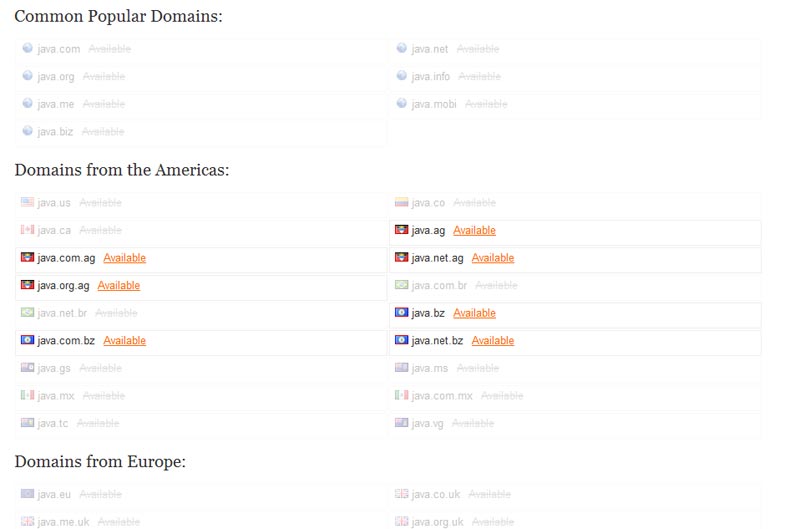 Common Popular Domains:
java.com Available java.net Available
java.org Available java.info Available
java.me Available java.mobi Available
java.biz Available
Domains from the Americas:
java.us Available java.co Available
java.ca Available java.ag Available
java.com.ag Available java.net.ag Available
java.org.ag Available java.com.br Available
java.net.br Available java.bz Available
java.com.bz Available java.net.bz Available
java.gs Available java.ms Available
java.mx Available java.com.mx Available
java.tc Available java.vg Available
Domains from Europe:
java.eu Available java.co.uk Available
java.me.uk Available java.org.uk Available